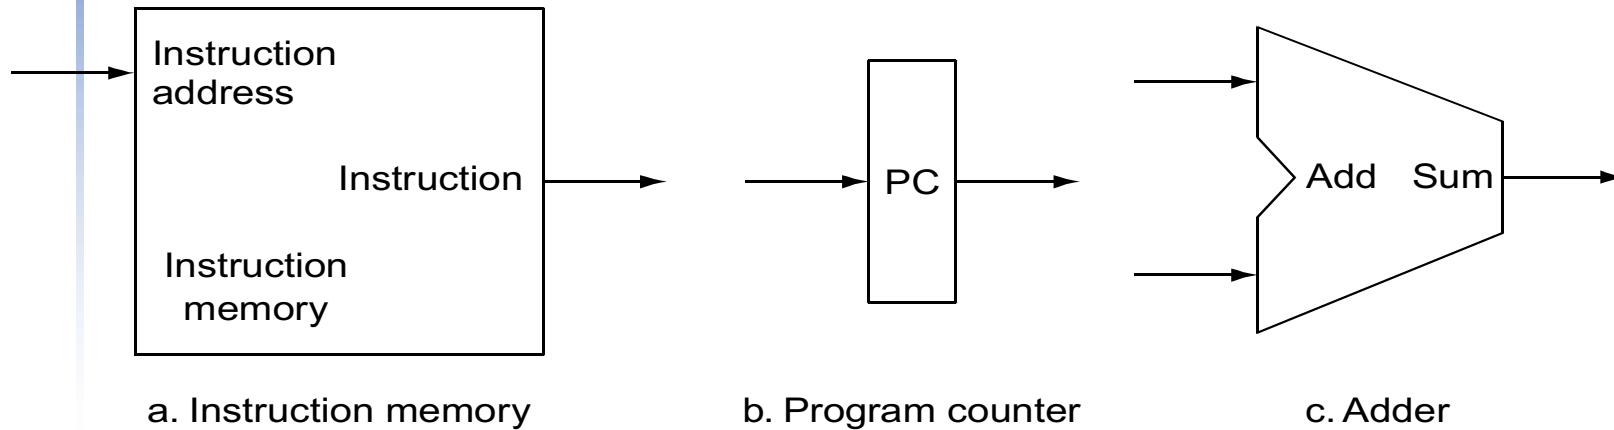 Instruction
address
Instruction
Instruction
memory
PC
Add Sum
a. Instruction memory
b. Program counter
c. Adder